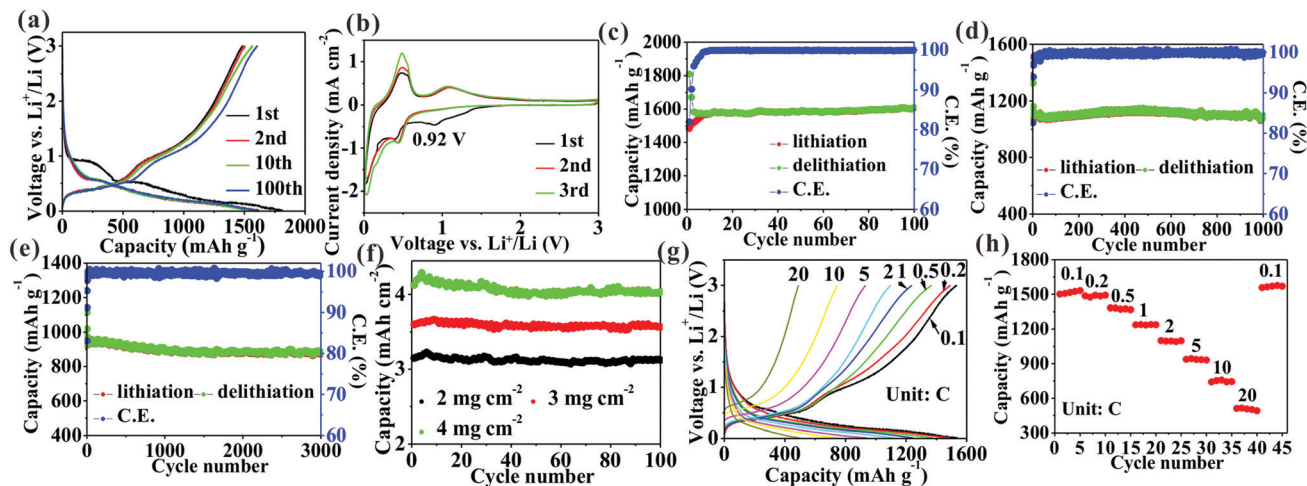 (a)
Voltage vs. Li⁺/Li (V)
3
2
1
0
1st
2nd
10th
100th
0 500 1000 1500 2000
Capacity (mAh g⁻¹)
(b)
Current density (mA cm⁻²)
1
0
-1
-2
0.92 V
1st
2nd
3rd
0 1 2 3
Voltage vs. Li⁺/Li (V)
(c)
Capacity (mAh g⁻¹)
2000
1800
1600
1400
1200
1000
100
90
80
70
60
C.E. (%)
lithiation
delithiation
C.E.
0 20 40 60 80 100
Cycle number
(d)
Capacity (mAh g⁻¹)
1600
1400
1200
1000
800
600
400
100
90
80
70
60
C.E. (%)
lithiation delithiation
C.E.
0 200 400 600 800 1000
Cycle number
(e)
Capacity (mAh g⁻¹)
1400
1200
1000
800
600
400
100
90
80
70
60
C.E. (%)
lithiation delithiation
C.E.
0 1000 2000 3000
Cycle number
(f)
Capacity (mAh cm⁻²)
4
3
2
2 mg cm⁻² 3 mg cm⁻²
4 mg cm⁻²
0 20 40 60 80 100
Cycle number
(g)
Voltage vs. Li⁺/Li (V)
4
3
2
1
0
20 10 5 2 1 0.5 0.2
0.1
Unit: C
0 400 800 1200 1600
Capacity (mAh g⁻¹)
(h)
Capacity (mAh g⁻¹)
1800
1500
1200
900
600
300
0.1 0.2 0.5 1 2 5 10 20 0.1
Unit: C
0 5 10 15 20 25 30 35 40 45
Cycle number